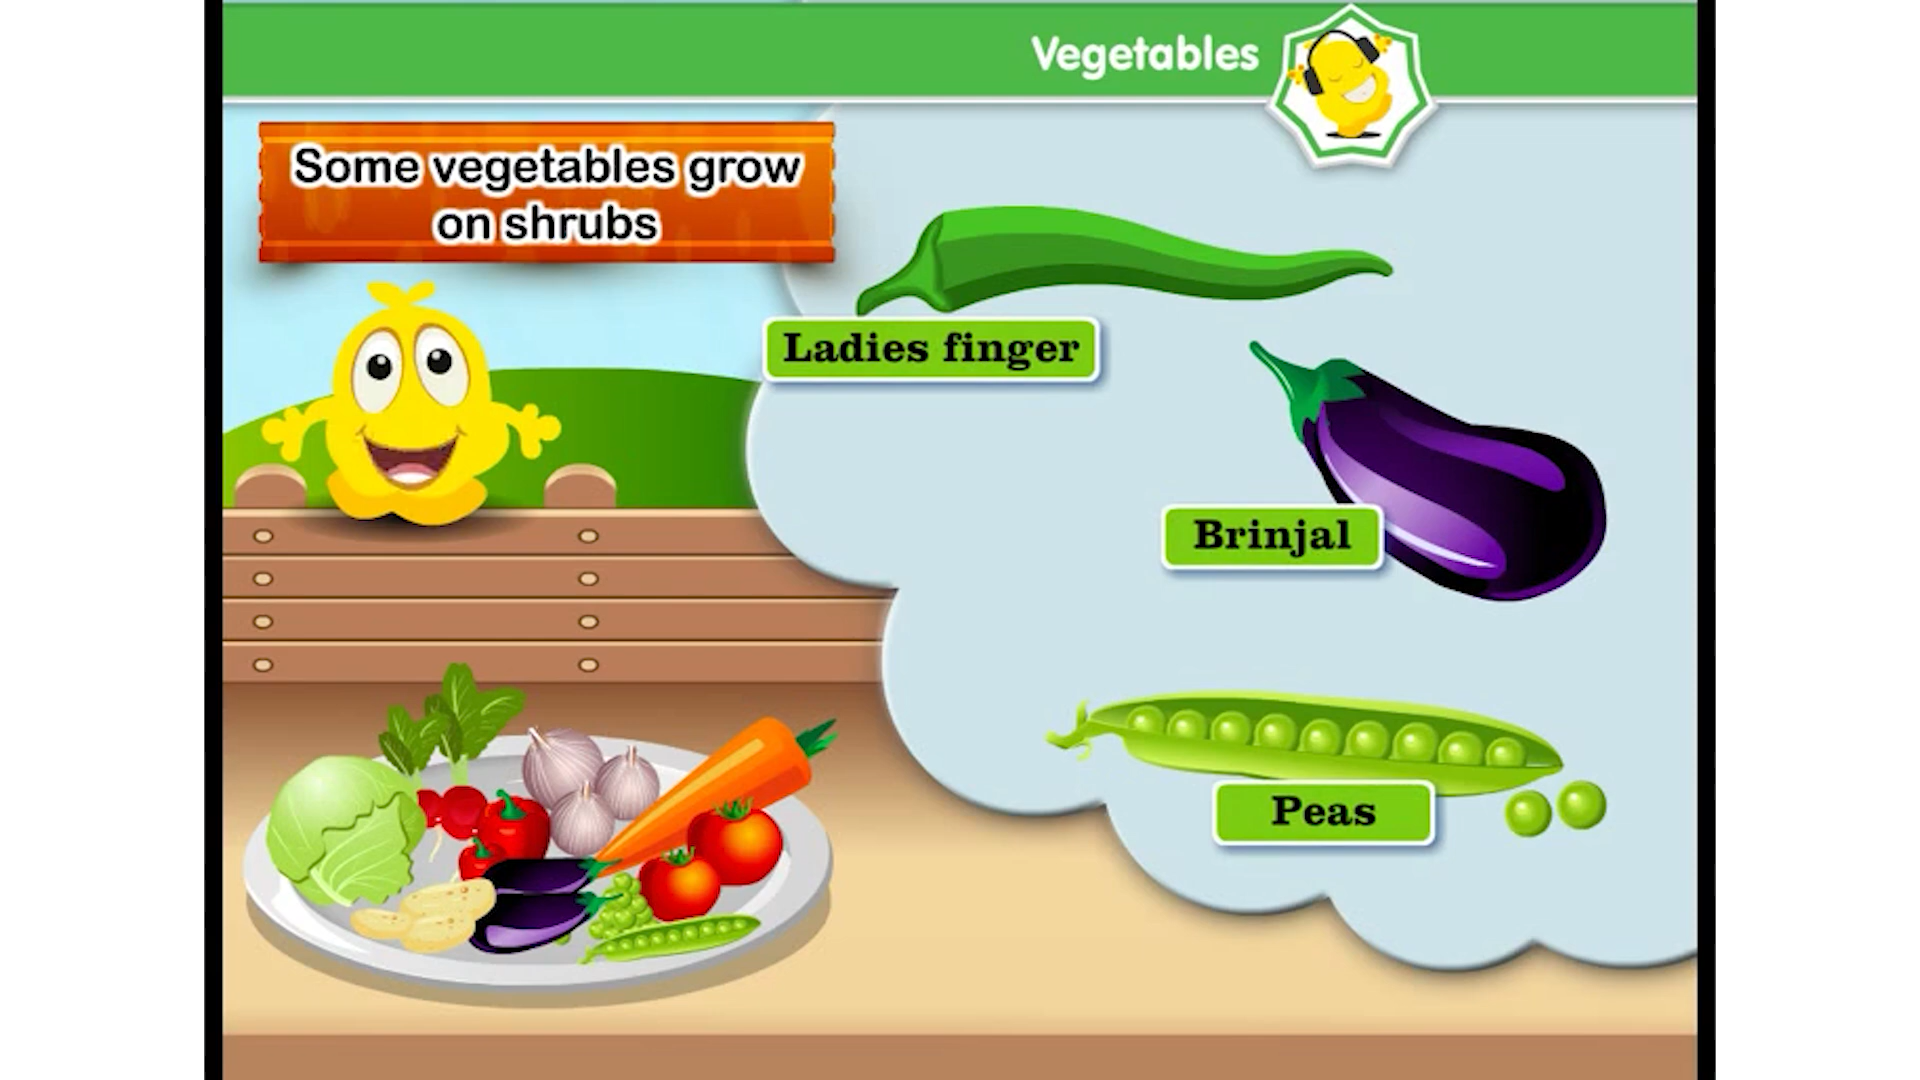 Vegetables
Some vegetables grow
on shrubs
Ladies finger
Brinjal
Peas